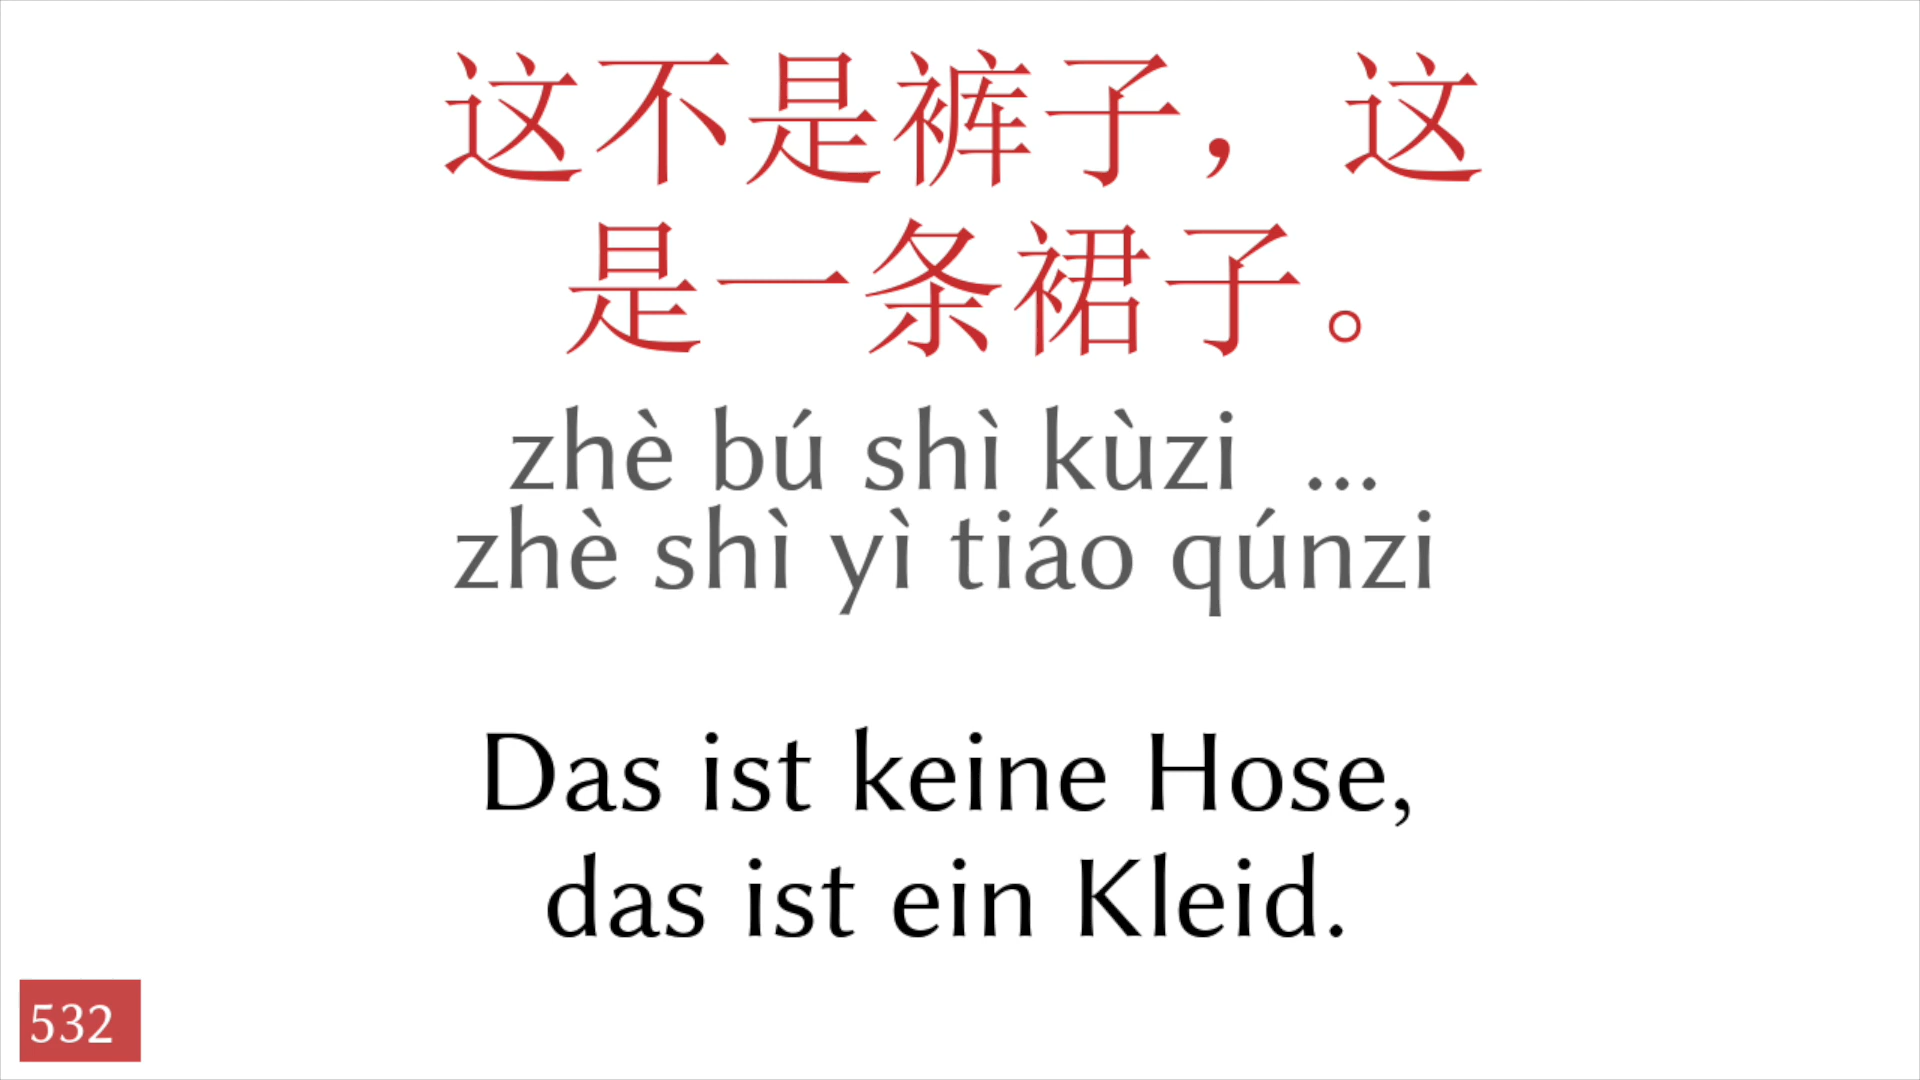 这不是裤子，这
是一条裙子。
zhè bú shì kùzi ...
zhè shì yì tiáo qúnzi
Das ist keine Hose,
das ist ein Kleid.
532